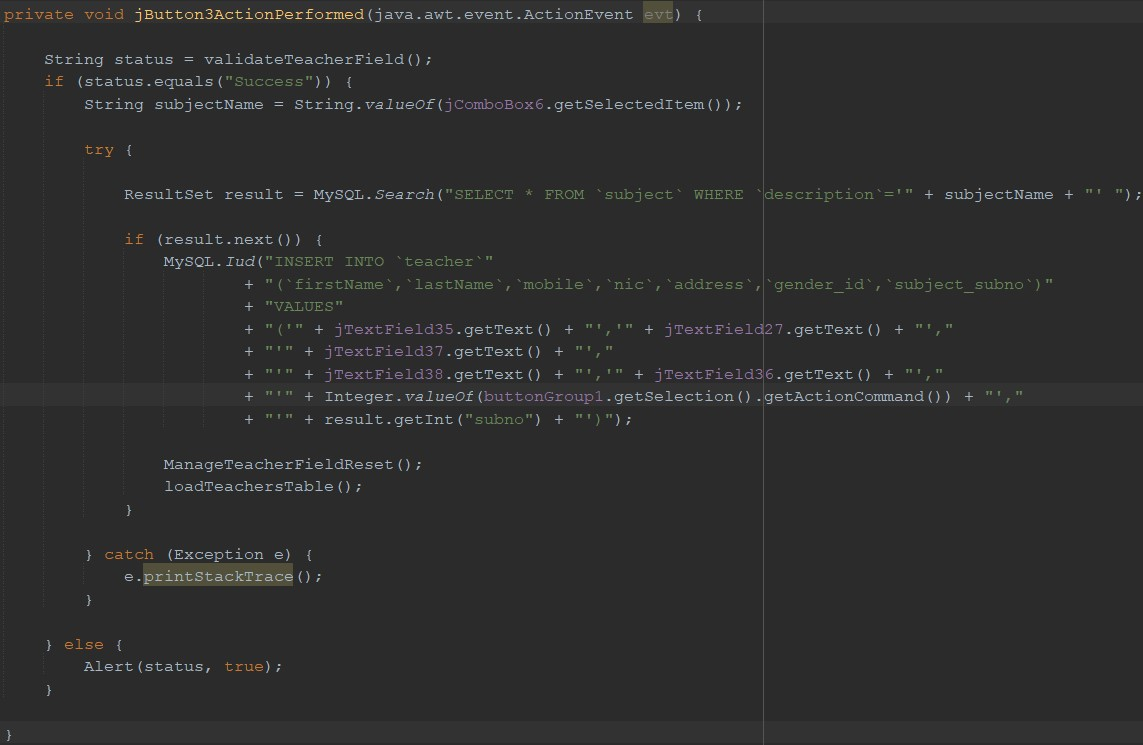 private void jButton3ActionPerformed(java.awt.event.ActionEvent evt) {
String status = validateTeacherField();
if (status.equals("Success")) {
String subjectName = String.valueOf(jComboBox6.getSelectedItem());
try {
ResultSet result = MySQL.Search("SELECT * FROM `subject` WHERE `description`='" + subjectName + "' ");
if (result.next()) {
MySQL.Iud("INSERT INTO `teacher`"
+ "(`firstName`,`lastName`,`mobile`,`nic`,`address`,`gender_id`,`subject_subno`)"
+ "VALUES"
+ "('" + jTextField35.getText() + "','" + jTextField27.getText() + "',"
+ "'" + jTextField37.getText() + "',"
+ "'" + jTextField38.getText() + "','" + jTextField36.getText() + "',"
+ "'" + Integer.valueOf(buttonGroup1.getSelection().getActionCommand()) + "',"
+ "'" + result.getInt("subno") + "')");
ManageTeacherFieldReset();
loadTeachersTable();
}
} catch (Exception e) {
e.printStackTrace();
}
} else {
Alert(status, true);
}
}